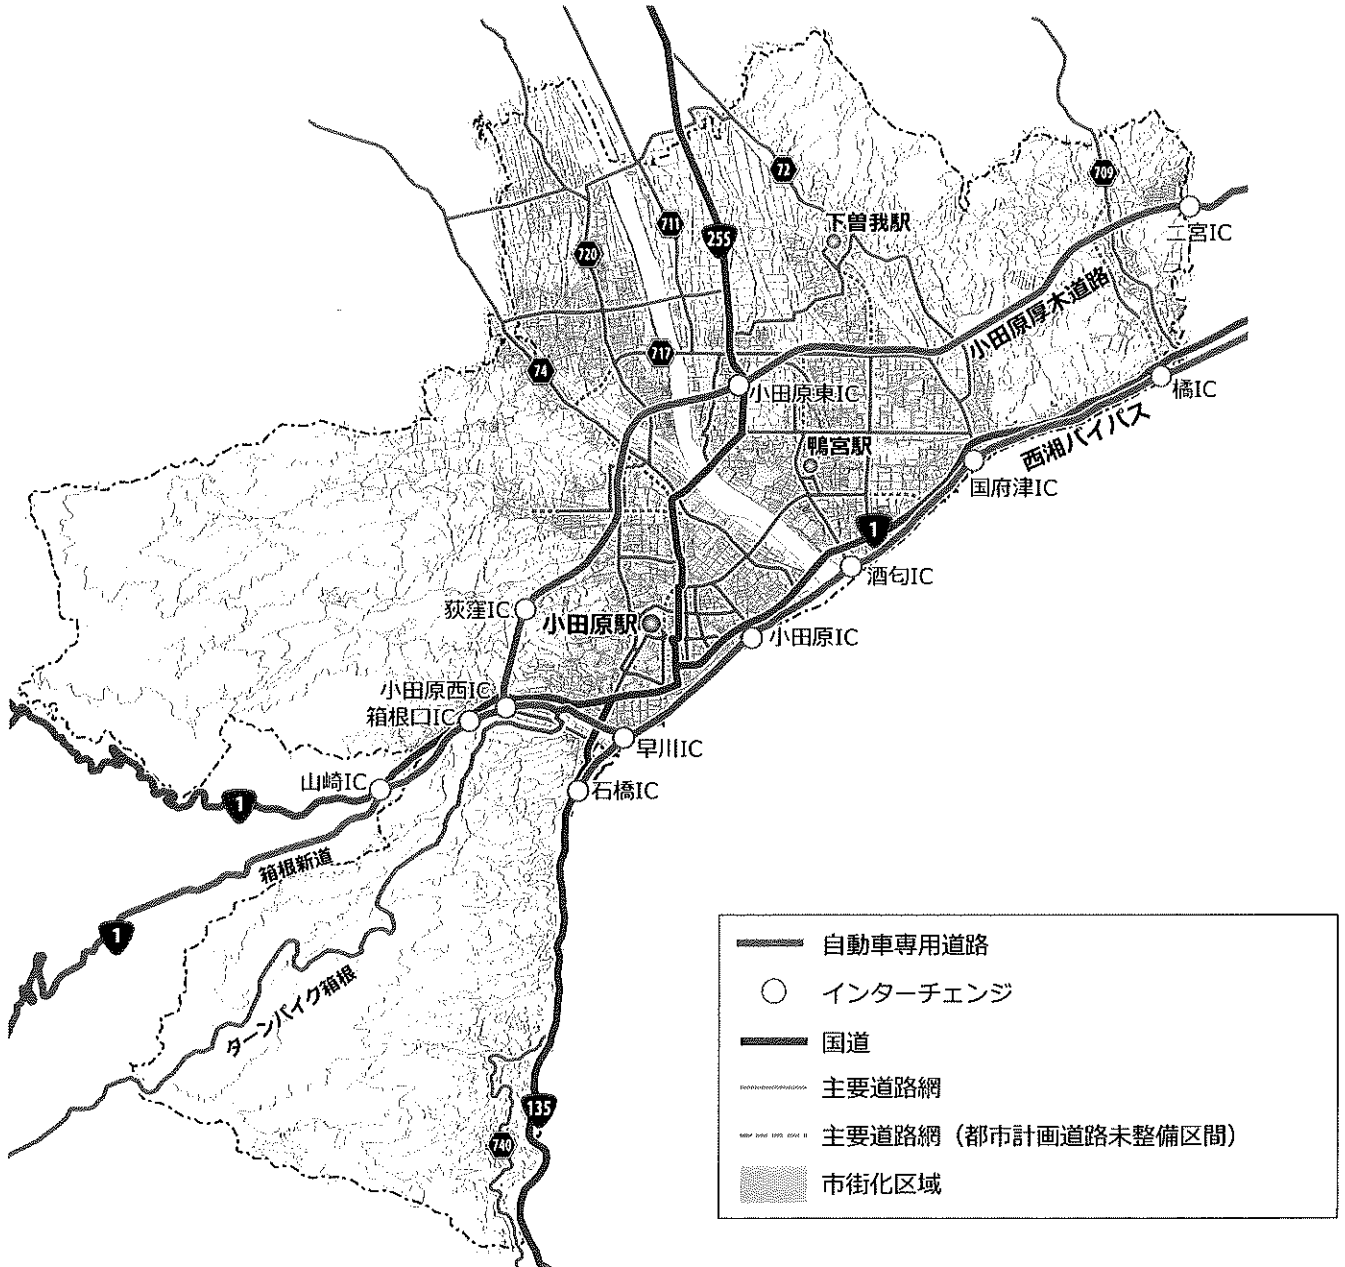 72
709
711
下曽我駅
255
720
二宮IC
小田原厚木道路
717
74
小田原東IC
橘IC
鴨宮駅
西湘バイパス
国府津IC
1
酒匂IC
荻窪IC
小田原駅
小田原IC
小田原西IC
箱根口IC
早川IC
山崎IC
石橋IC
1
箱根新道
1
ターンパイク箱根
135
740
自動車専用道路
インターチェンジ
国道
主要道路網
主要道路網（都市計画道路未整備区間）
市街化区域